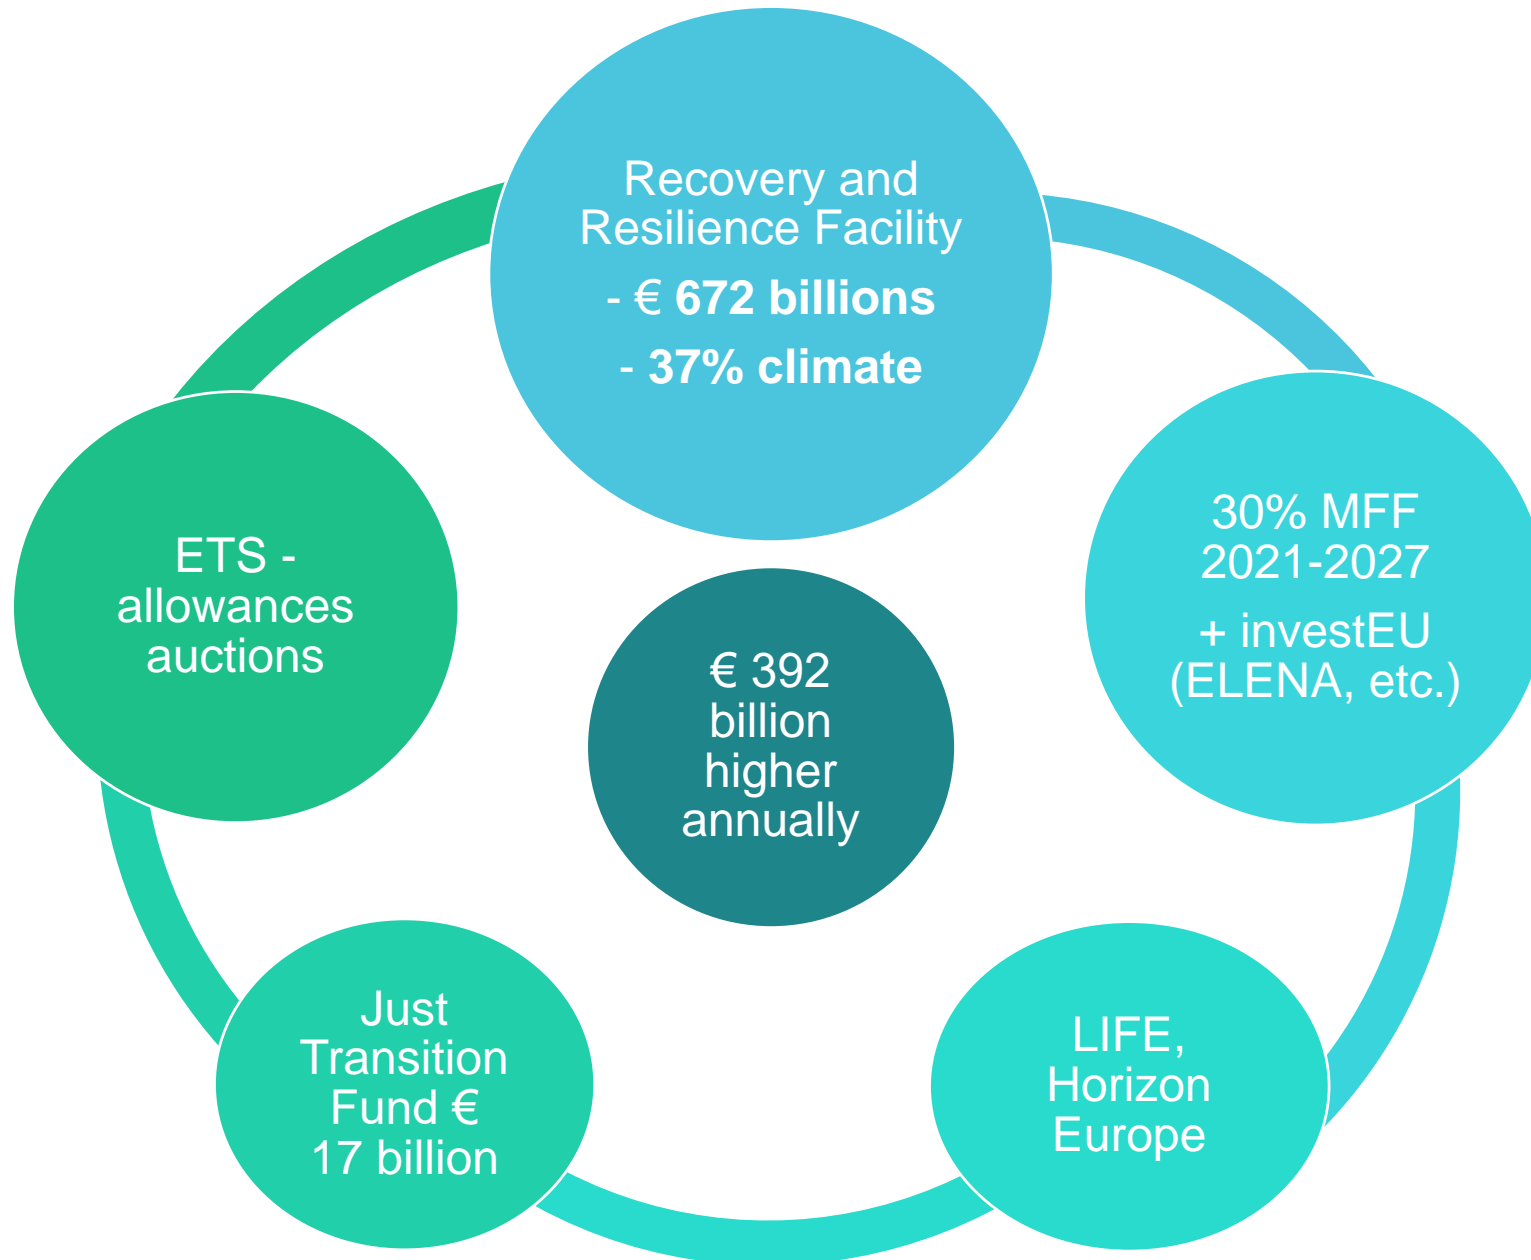 Recovery and
Resilience Facility
- € 672 billions
- 37% climate
30% MFF
2021-2027
+ investEU
(ELENA, etc.)
LIFE,
Horizon
Europe
Just
Transition
Fund €
17 billion
ETS -
allowances
auctions
€ 392
billion
higher
annually